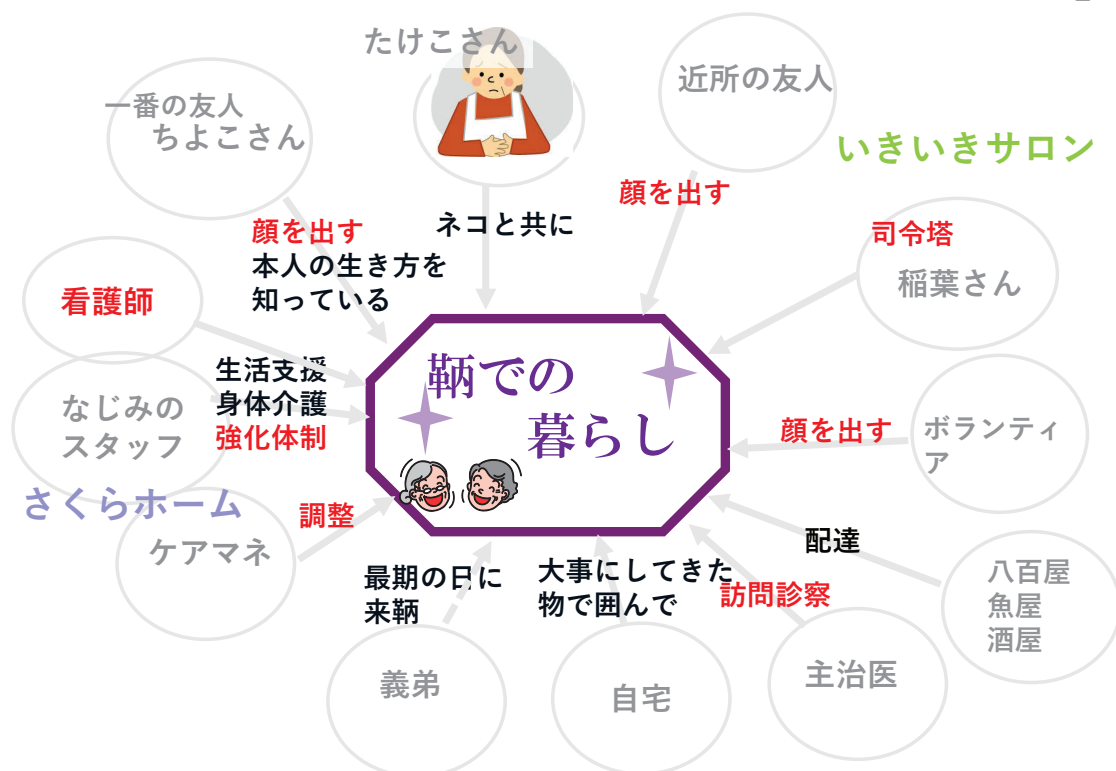 たけこさん
近所の友人
一番の友人
ちよこさん
いきいきサロン
顔を出す
ネコと共に
顔を出す
本人の生き方を
知っている
司令塔
稲葉さん
看護師
生活支援
身体介護
強化体制
なじみの
スタッフ
鞆での
暮らし
顔を出す
ボランティ
ア
さくらホーム
調整
ケアマネ
配達
最期の日に
来鞆
大事にしてきた
物で囲んで
訪問診察
八百屋
魚屋
酒屋
義弟
自宅
主治医